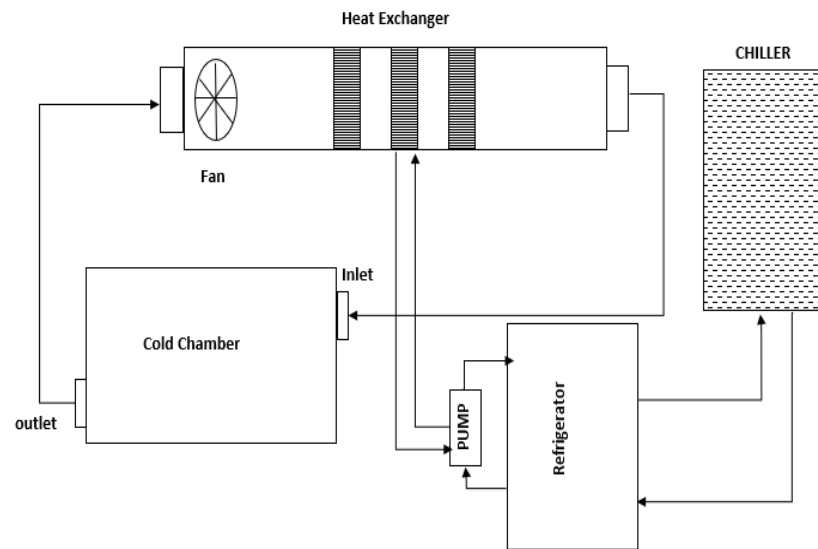 Heat Exchanger
CHILLER
Fan
Inlet
Cold Chamber
outlet
PUMP
Refrigerator